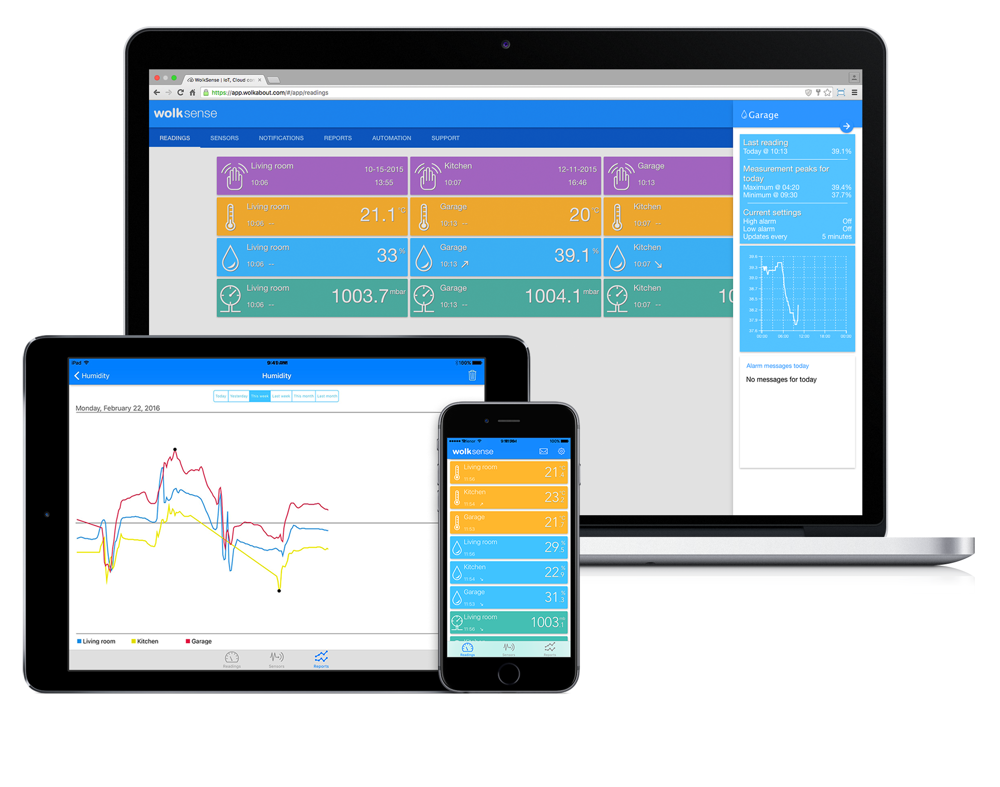 WolkSense | IoT, Cloud con
https://app.wolkabout.com/#/app/readings
wolksense
READINGS SENSORS NOTIFICATIONS REPORTS AUTOMATION SUPPORT
Living room 10-15-2015
10:06 13:55
Kitchen 12-11-2015
10:07 16:46
Garage
10:13
Living room 21.1 °C
10:06 --
Garage 20 °C
10:13 --
Kitchen
10:07 --
Living room 33 %
10:06 --
Garage 39.1 %
10:13
Kitchen
10:07
Living room 1003.7 mbar
10:06 --
Garage 1004.1 mbar
10:13 --
Kitchen 10
10:07 --
Garage
Last reading
Today @ 10:13 39.1%
Measurement peaks for
today
Maximum @ 04:20 39.4%
Minimum @ 09:30 37.7%
Current settings
High alarm Off
Low alarm Off
Updates every 5 minutes
39.6
39.3
39.0
38.7
38.5
38.2
37.9
37.6
00:00 06:00 12:00 18:00 00:00
Alarm messages today
No messages for today
iPad
Humidity Humidity
Today Yesterday This week Last week This month Last month
Monday, February 22, 2016
Living room Kitchen Garage
Readings Sensors Reports
100%
wolksense
Living room 21.4 °C
11:56
Kitchen 23.2 °C
11:54
Garage 21.7 °C
11:53
Living room 29.5 %
11:56
Kitchen 22.9 %
11:54
Garage 31.3 %
11:53
Living room 1003.1 mb
11:56
Kitchen
Readings Sensors Reports